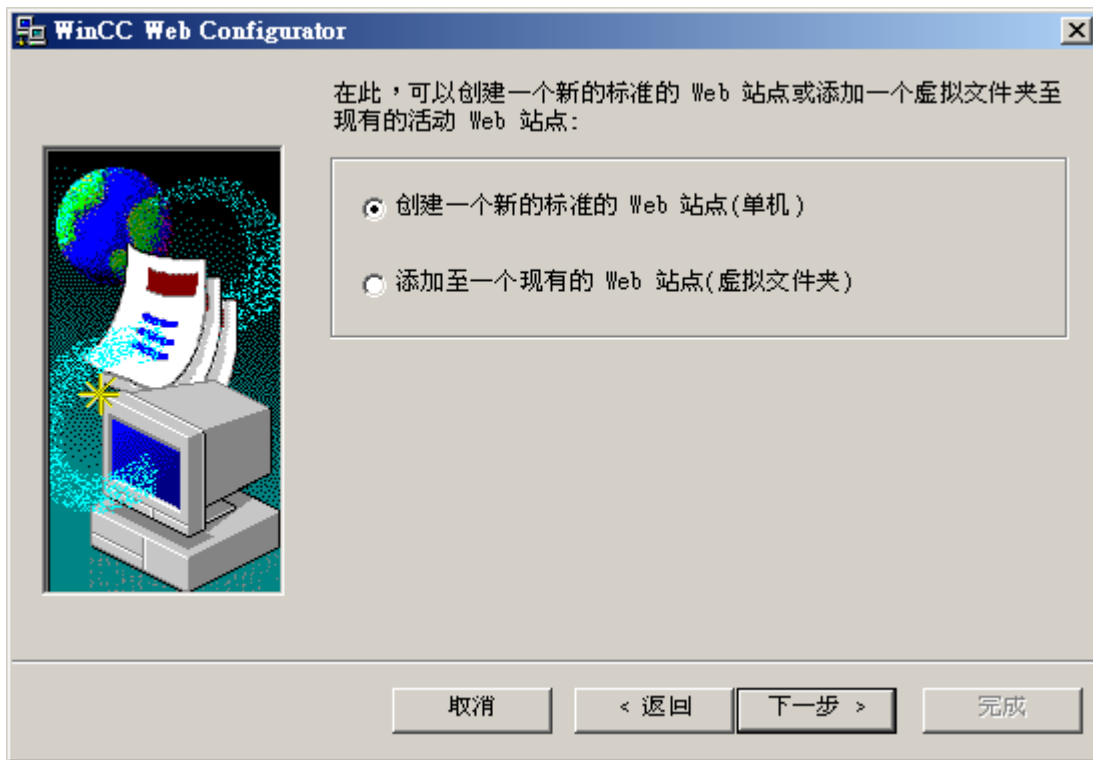 WinCC Web Configurator
在此，可以创建一个新的标准的 Web 站点或添加一个虚拟文件夹至
现有的活动 Web 站点:
创建一个新的标准的 Web 站点(单机)
添加至一个现有的 Web 站点(虚拟文件夹)
取消
< 返回
下一步 >
完成